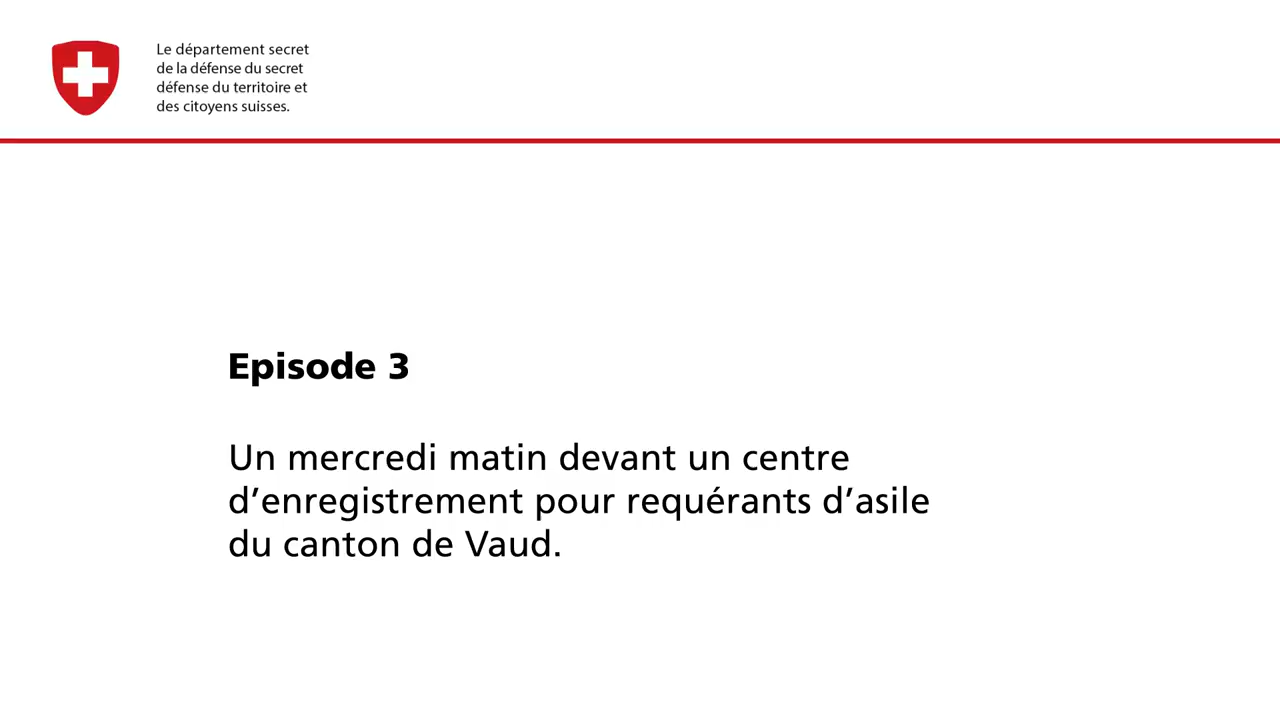 Le département secret
de la défense du secret
défense du territoire et
des citoyens suisses.
Episode 3
Un mercredi matin devant un centre
d’enregistrement pour requérants d’asile
du canton de Vaud.